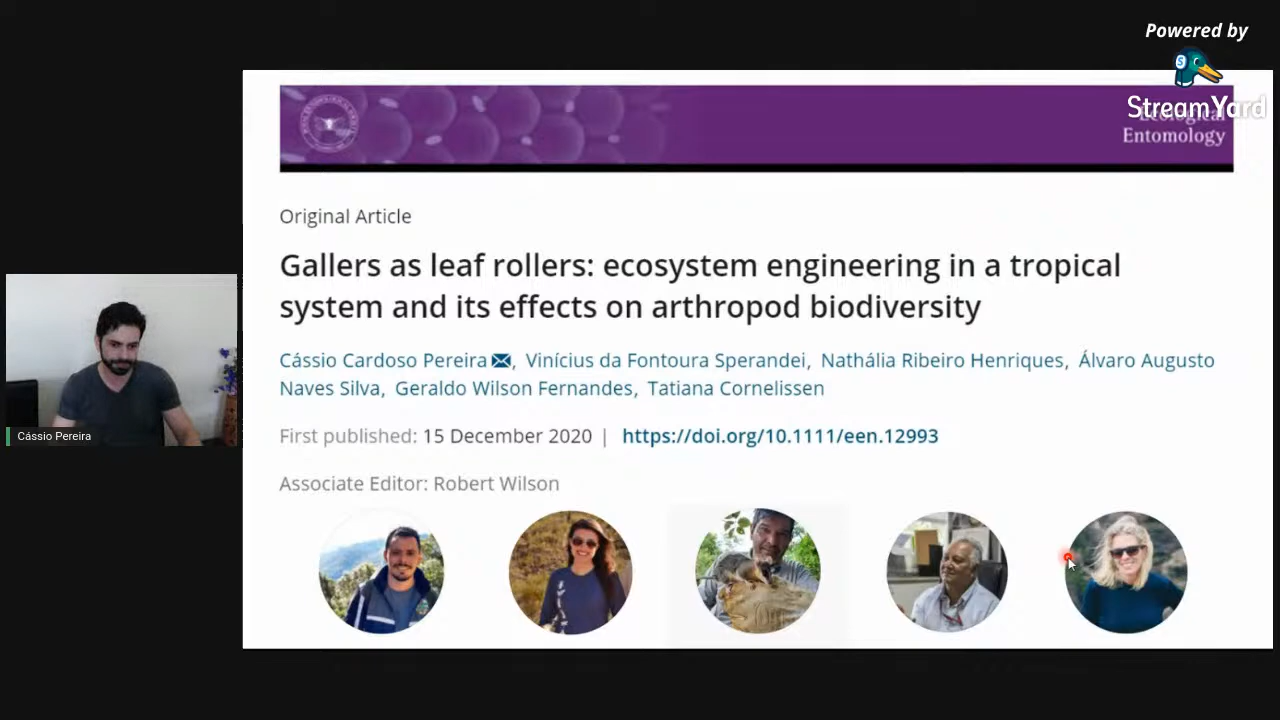 Powered by
StreamYard
Ecological
Entomology
Original Article
Gallers as leaf rollers: ecosystem engineering in a tropical
system and its effects on arthropod biodiversity
Cássio Cardoso Pereira, Vinícius da Fontoura Sperandei, Nathália Ribeiro Henriques, Álvaro Augusto
Naves Silva, Geraldo Wilson Fernandes, Tatiana Cornelissen
First published: 15 December 2020 | https://doi.org/10.1111/een.12993
Associate Editor: Robert Wilson
Cássio Pereira